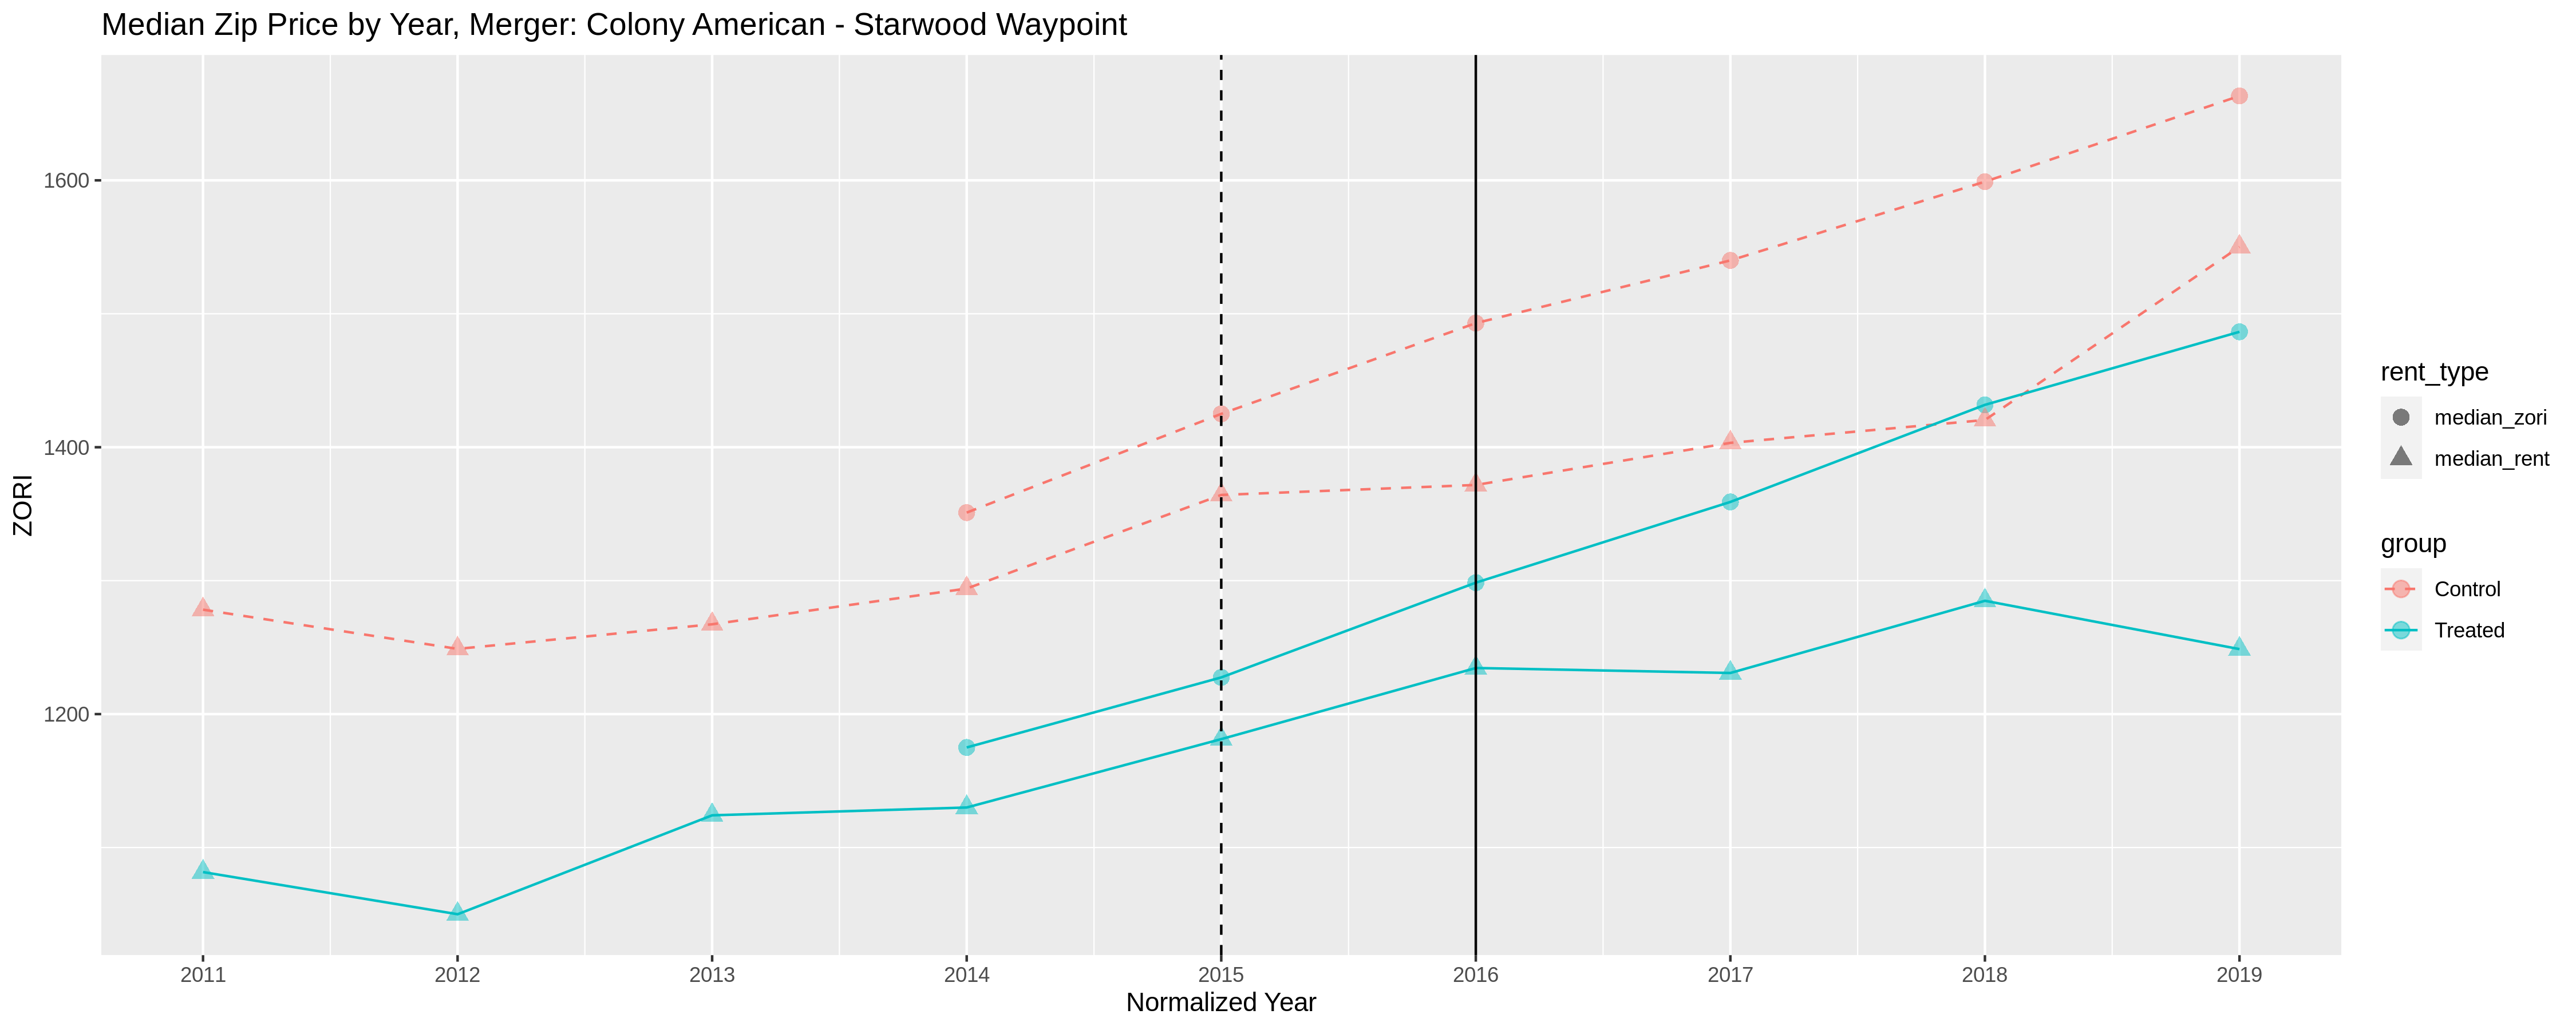 Median Zip Price by Year, Merger: Colony American - Starwood Waypoint
1600
1400
1200
ZORI
2011 2012 2013 2014 2015 2016 2017 2018 2019
Normalized Year
rent_type
median_zori
median_rent
group
Control
Treated